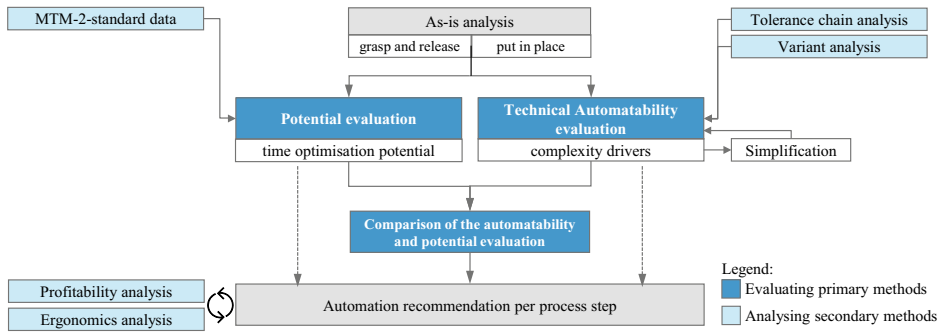 MTM-2-standard data
As-is analysis
grasp and release
put in place
Tolerance chain analysis
Variant analysis
Potential evaluation
time optimisation potential
Technical Automatability
evaluation
complexity drivers
Simplification
Comparison of the automatability
and potential evaluation
Profitability analysis
Ergonomics analysis
Automation recommendation per process step
Legend:
Evaluating primary methods
Analysing secondary methods